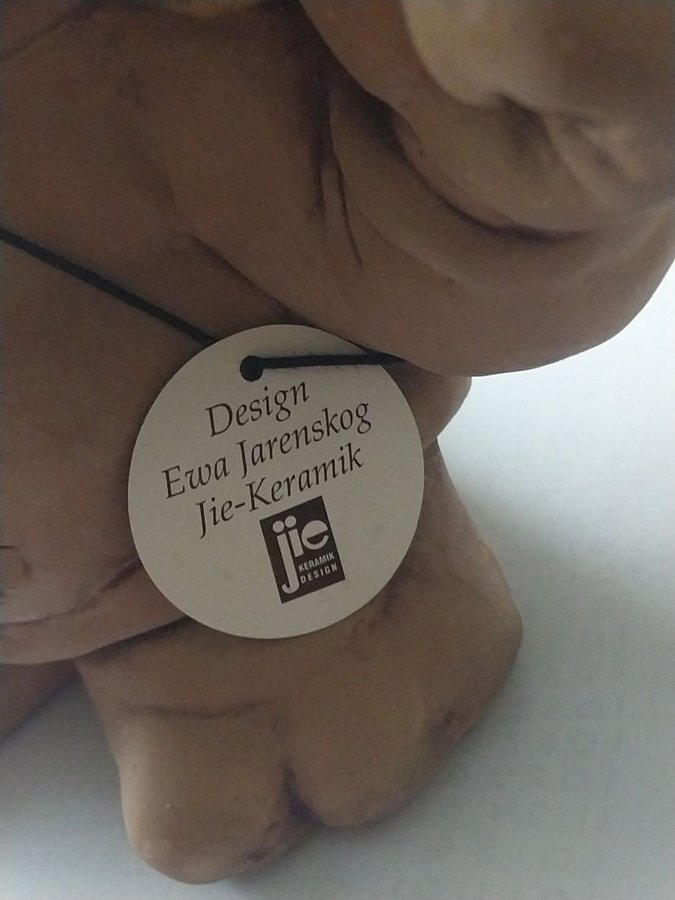 Design
Ewa Jarenskog
Jie-Keramik
jie
KERAMIK
DESIGN